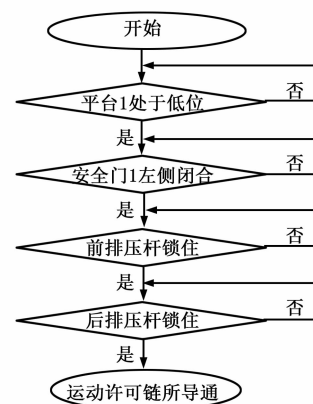 开始
平台1处于低位
否
是
安全门1左侧闭合
否
是
前排压杆锁住
否
是
后排压杆锁住
否
是
运动许可链所导通